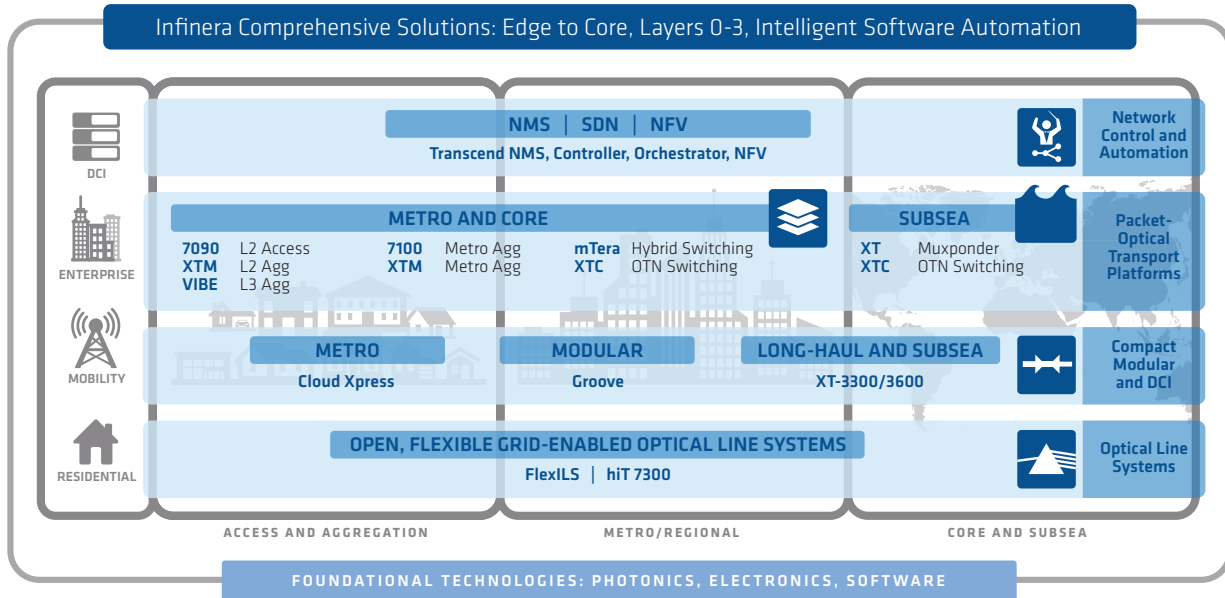 Infinera Comprehensive Solutions: Edge to Core, Layers 0-3, Intelligent Software Automation
DCI
ENTERPRISE
MOBILITY
RESIDENTIAL
NMS | SDN | NFV
Transcend NMS, Controller, Orchestrator, NFV
Network
Control and
Automation
METRO AND CORE
7090 L2 Access
XTM L2 Agg
VIBE L3 Agg
7100 Metro Agg
XTM Metro Agg
mTera Hybrid Switching
XTC OTN Switching
SUBSEA
XT Muxponder
XTC OTN Switching
Packet-
Optical
Transport
Platforms
METRO
Cloud Xpress
MODULAR
Groove
LONG-HAUL AND SUBSEA
XT-3300/3600
Compact
Modular
and DCI
OPEN, FLEXIBLE GRID-ENABLED OPTICAL LINE SYSTEMS
FlexILS | hiT 7300
Optical Line
Systems
ACCESS AND AGGREGATION
METRO/REGIONAL
CORE AND SUBSEA
FOUNDATIONAL TECHNOLOGIES: PHOTONICS, ELECTRONICS, SOFTWARE